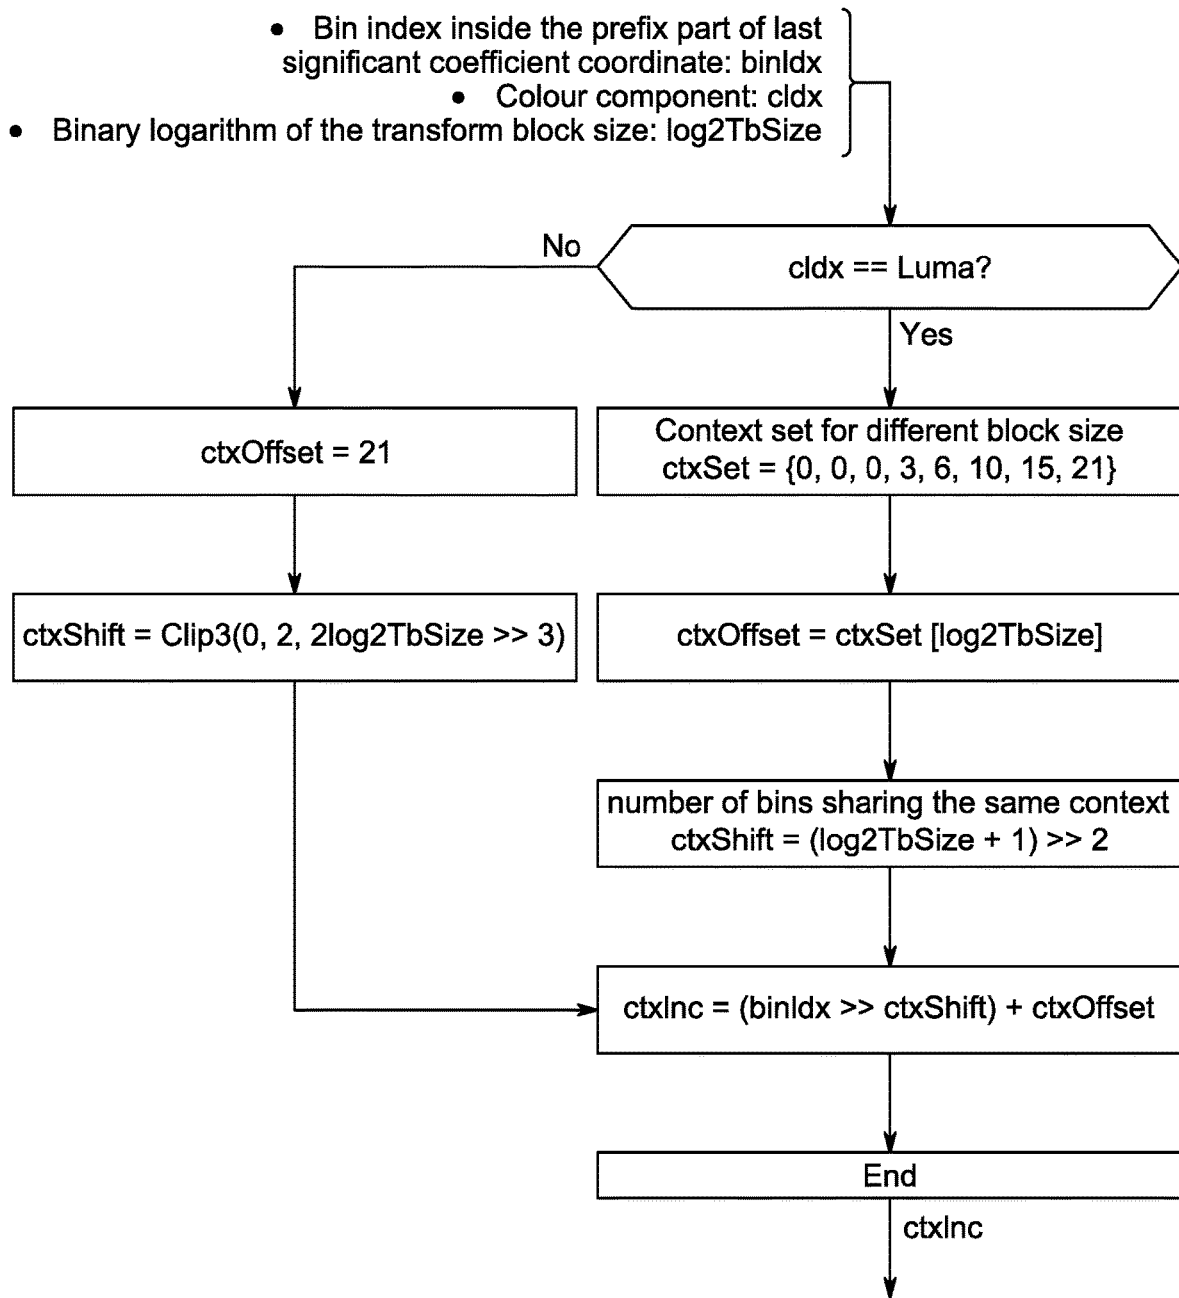 • Bin index inside the prefix part of last
significant coefficient coordinate: binIdx
• Colour component: cIdx
• Binary logarithm of the transform block size: log2TbSize
cIdx == Luma?
No
Yes
ctxOffset = 21
Context set for different block size
ctxSet = {0, 0, 0, 3, 6, 10, 15, 21}
ctxShift = Clip3(0, 2, 2log2TbSize >> 3)
ctxOffset = ctxSet [log2TbSize]
number of bins sharing the same context
ctxShift = (log2TbSize + 1) >> 2
ctxInc = (binIdx >> ctxShift) + ctxOffset
End
ctxInc